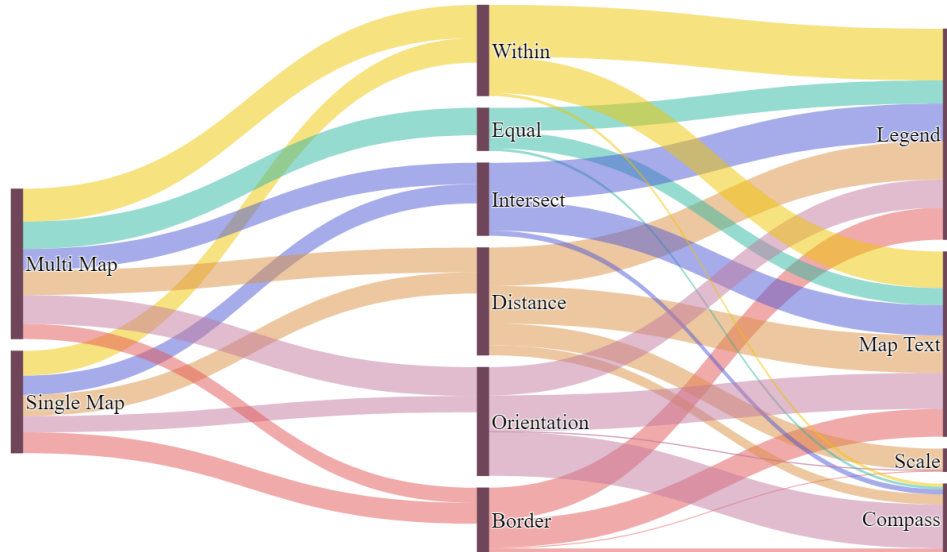 Multi Map
Single Map
Within
Equal
Intersect
Distance
Orientation
Border
Legend
Map Text
Scale
Compass